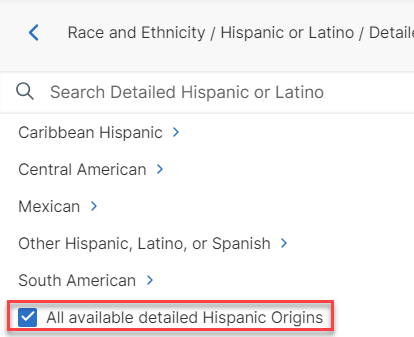 Race and Ethnicity / Hispanic or Latino / Detaile
Search Detailed Hispanic or Latino
Caribbean Hispanic
Central American
Mexican
Other Hispanic, Latino, or Spanish
South American
All available detailed Hispanic Origins